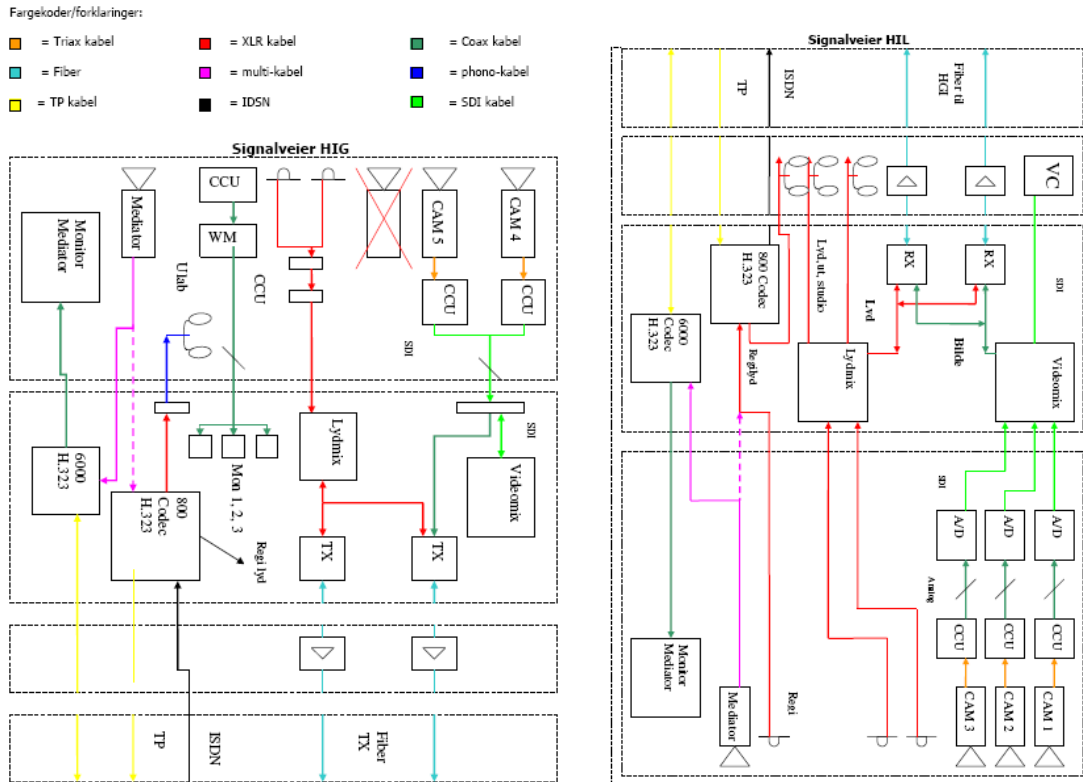 Fargekoder/forklaringer:
= Triax kabel
= XLR kabel
= Coax kabel
= Fiber
= multi-kabel
= phono-kabel
= TP kabel
= IDSN
= SDI kabel
Signalveier HIG
CCU
WM
Mediator
Monitor
Mediator
CAM 5
CAM 4
CCU
CCU
CCU
Ulab
SDI
SDI
6000
H.323
800
Codec
H.323
Mon 1, 2, 3
Regi lyd
Lydmix
Videomix
TX
TX
TP
ISDN
Fiber
TX
Signalveier HIL
TP
ISDN
Fiber til
HGI
VC
RX
RX
SDI
800 Codec
H.323
6000
Codec
H.323
Lyd.ut, studio
Lyd
Bilde
Regilyd
Lydmix
Videomix
SDI
A/D
A/D
A/D
Analog
CCU
CCU
CCU
Monitor
Mediator
Mediator
Regi
CAM 3
CAM 2
CAM 1